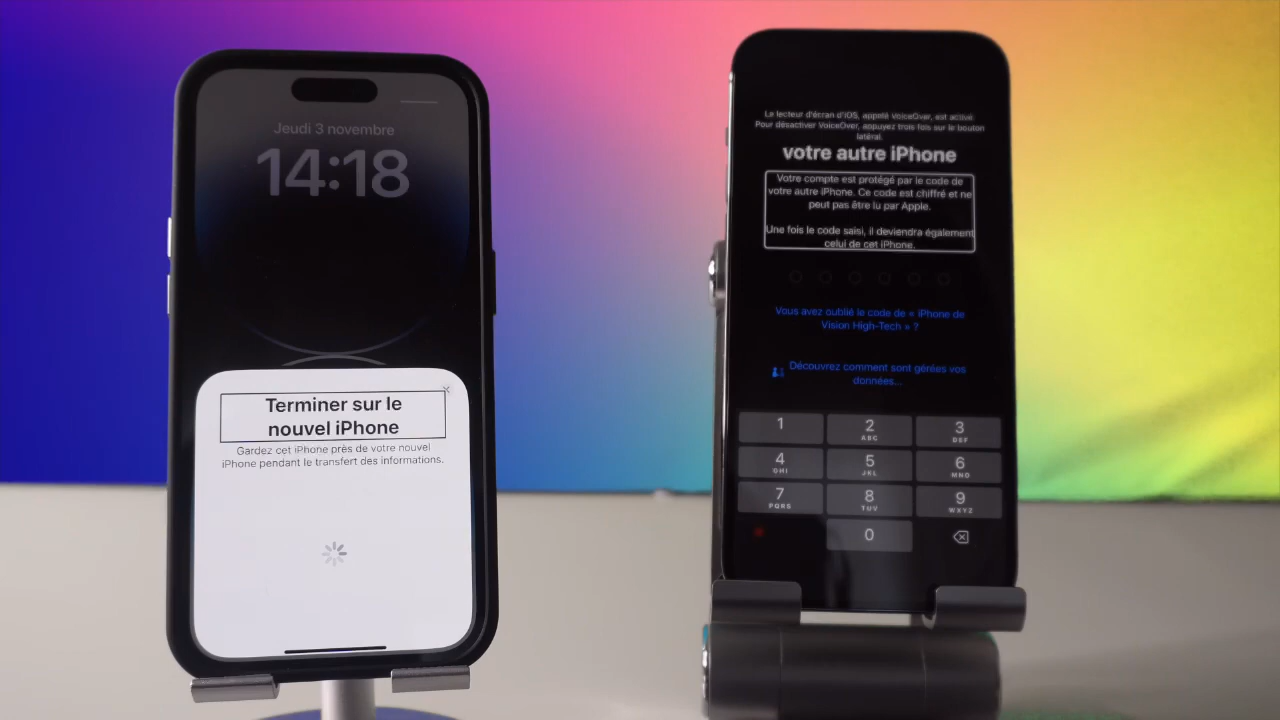 Jeudi 3 novembre
14:18
Terminer sur le
nouvel iPhone
Gardez cet iPhone près de votre nouvel
iPhone pendant le transfert des informations.
Le lecteur d'écran d'iOS, appelé VoiceOver, est activé.
Pour désactiver VoiceOver, appuyez trois fois sur le bouton
latéral.
votre autre iPhone
Votre compte est protégé par le code de
votre autre iPhone. Ce code est chiffré et ne
peut pas être lu par Apple.
Une fois le code saisi, il deviendra également
celui de cet iPhone.
Vous avez oublié le code de « iPhone de
Vision High-Tech » ?
Découvrez comment sont gérées vos
données...
1 2 3
ABC DEF
4 5 6
GHI JKL MNO
7 8 9
PQRS TUV WXYZ
0